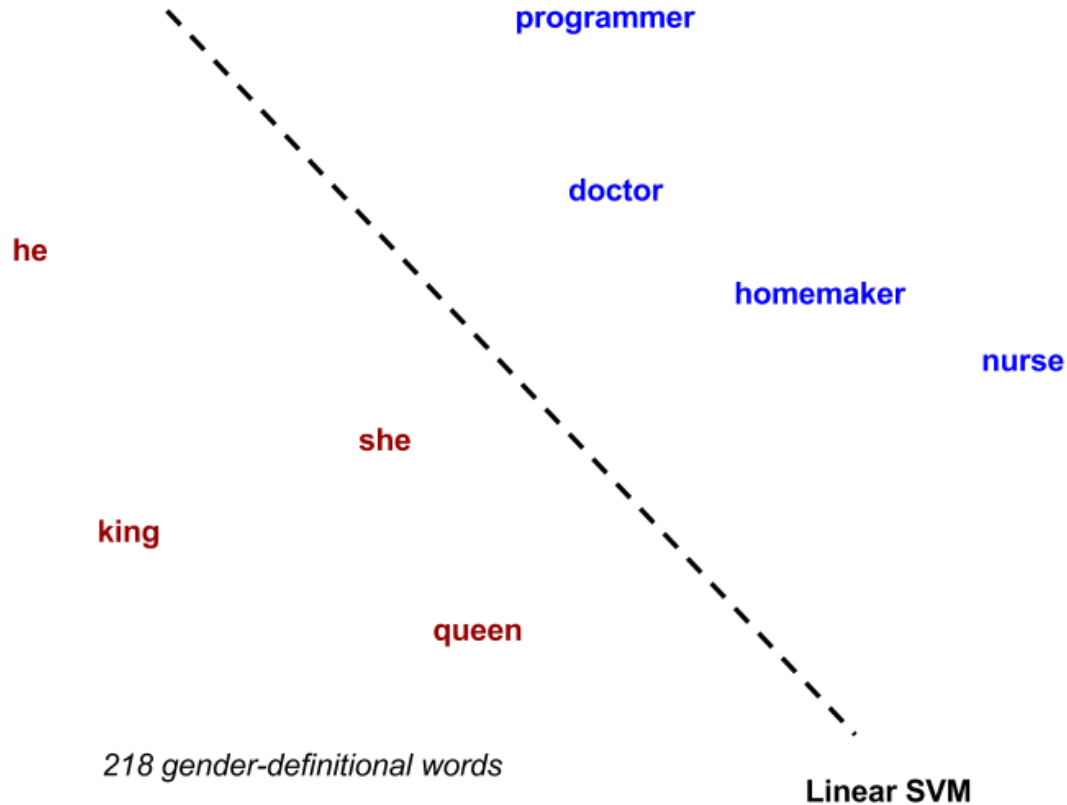 programmer
doctor
he
homemaker
nurse
she
king
queen
218 gender-definitional words
Linear SVM